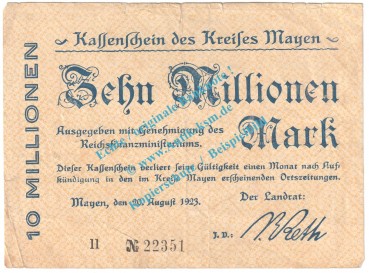 Kassenschein des Kreises Mayen
10 MILLIONEN
Zehn Millionen
Mark
Ausgegeben mit Genehmigung des
Reichsfinanzministeriums.
Dieser Kassenschein verliert seine Gültigkeit einen Monat nach Auf-
kündigung in den im Kreise Mayen erscheinenden Ortszeitungen.
Mayen, den 20. August 1923.
Der Landrat:
J. V.:
II № 22351